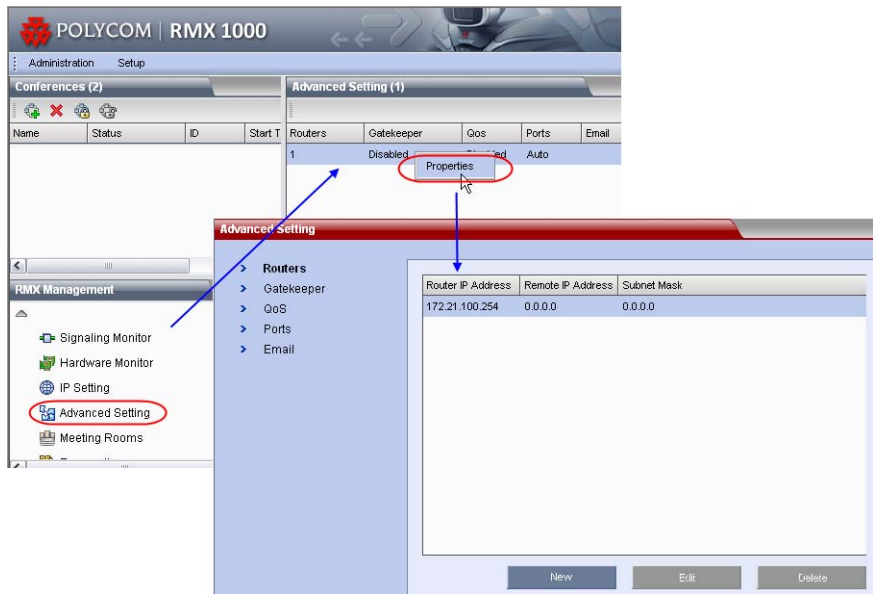 POLYCOM | RMX 1000
Administration Setup
Conferences (2)
Advanced Setting (1)
Name Status ID Start T
Routers Gatekeeper Qos Ports Email
1 Disabled Disabled Auto
Properties
Advanced Setting
Routers
Gatekeeper
QoS
Ports
Email
Router IP Address Remote IP Address Subnet Mask
172.21.100.254 0.0.0.0 0.0.0.0
RMX Management
Signaling Monitor
Hardware Monitor
IP Setting
Advanced Setting
Meeting Rooms
New Edit Delete